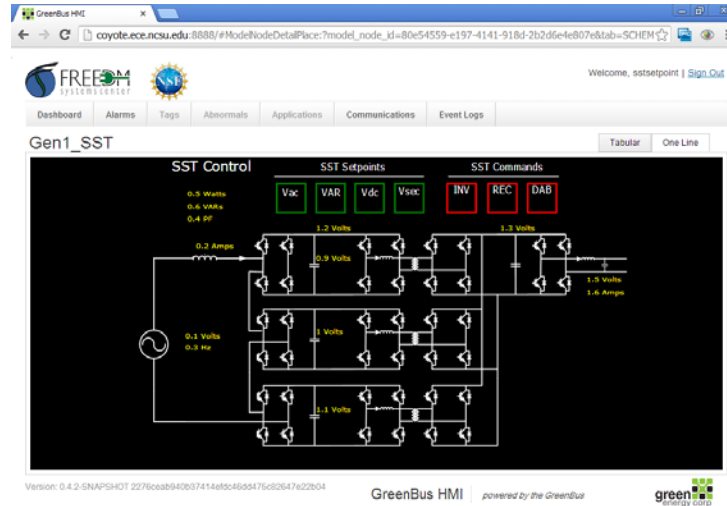 GreenBus HMI
coyote.ece.ncsu.edu:8888/#ModelNodeDetailPlace:?model_node_id=80e54559-e197-4141-918d-2b2d6e4e807e&tab=SCHEM
FREEDM
systems center
NSF
Welcome, sstsetpoint | Sign Out
Dashboard Alarms Tags Abnormals Applications Communications Event Logs
Gen1_SST
Tabular One Line
SST Control SST Setpoints SST Commands
Vac VAR Vdc Vsec INV REC DAB
0.5 Watts
0.6 VARs
0.4 PF
1.2 Volts 1.3 Volts
0.2 Amps
0.9 Volts
1.5 Volts
1.6 Amps
0.1 Volts
0.3 Hz
1 Volts
1.1 Volts
Version: 0.4.2-SNAPSHOT
GreenBus HMI powered by the GreenBus
green
energy corp